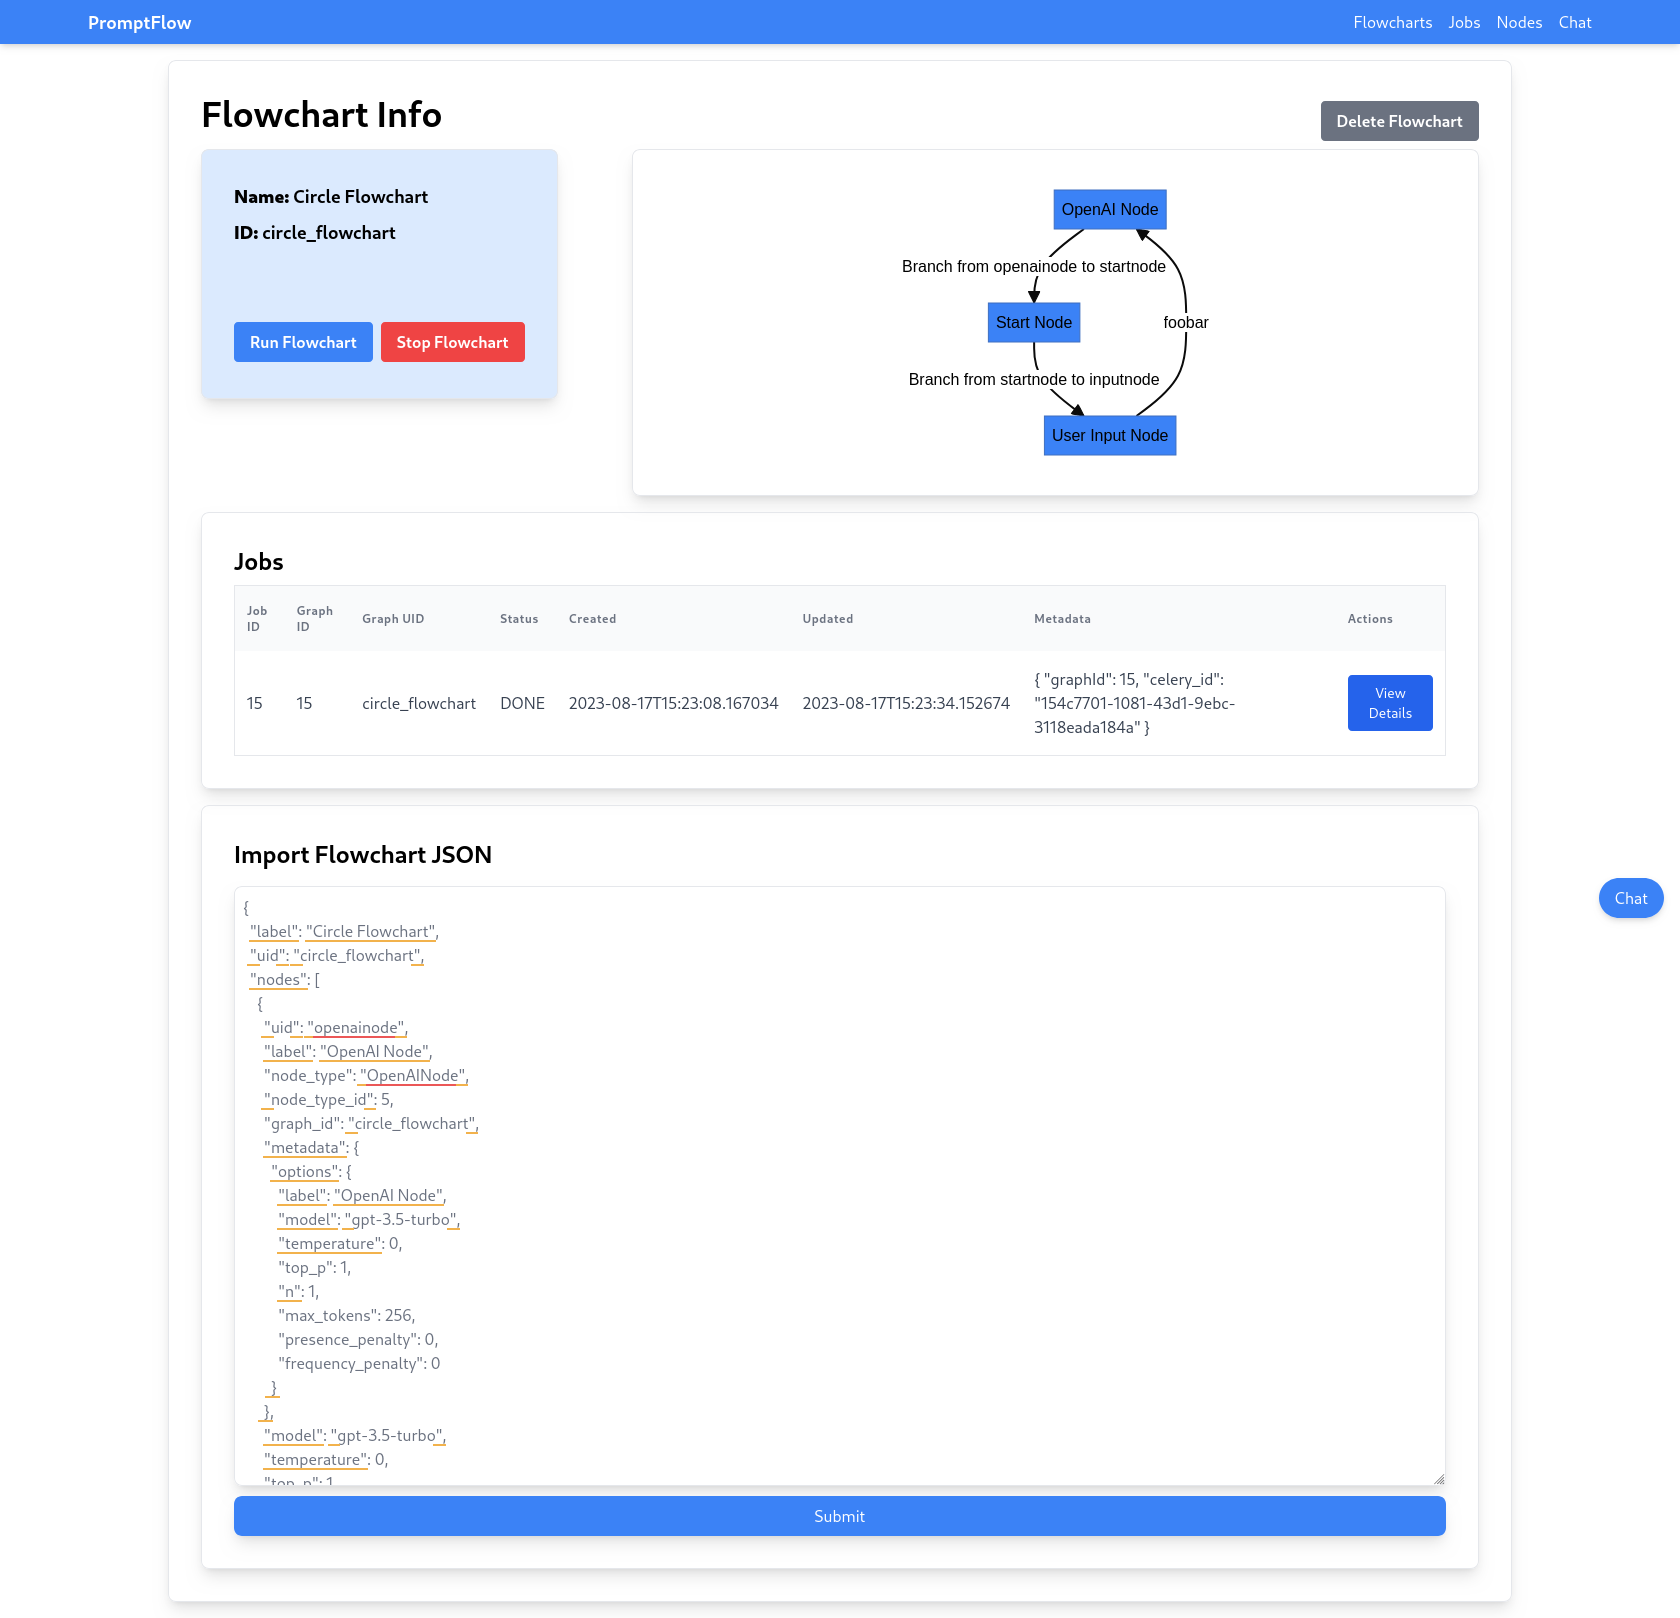 PromptFlow
Flowcharts Jobs Nodes Chat
Flowchart Info
Delete Flowchart
Name: Circle Flowchart
ID: circle_flowchart
Run Flowchart
Stop Flowchart
OpenAI Node
Branch from openainode to startnode
Start Node
foobar
Branch from startnode to inputnode
User Input Node
Jobs
Job ID Graph ID Graph UID Status Created Updated Metadata Actions
15 15 circle_flowchart DONE 2023-08-17T15:23:08.167034 2023-08-17T15:23:34.152674
{ "graphId": 15, "celery_id":
"154c7701-1081-43d1-9ebc-
3118eada184a" }
View
Details
Import Flowchart JSON
{
"label": "Circle Flowchart",
"uid": "circle_flowchart",
"nodes": [
{
"uid": "openainode",
"label": "OpenAI Node",
"node_type": "OpenAINode",
"node_type_id": 5,
"graph_id": "circle_flowchart",
"metadata": {
"options": {
"label": "OpenAI Node",
"model": "gpt-3.5-turbo",
"temperature": 0,
"top_p": 1,
"n": 1,
"max_tokens": 256,
"presence_penalty": 0,
"frequency_penalty": 0
}
},
"model": "gpt-3.5-turbo",
"temperature": 0,
"top_p": 1
Submit
Chat